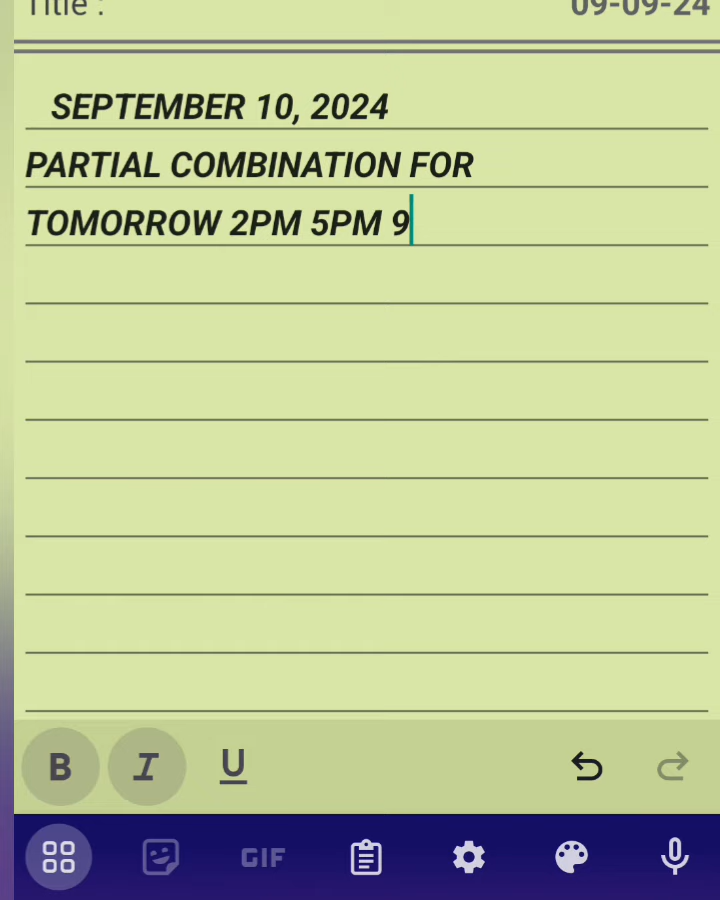 Title :
09-09-24
SEPTEMBER 10, 2024
PARTIAL COMBINATION FOR
TOMORROW 2PM 5PM 9
B I U
GIF